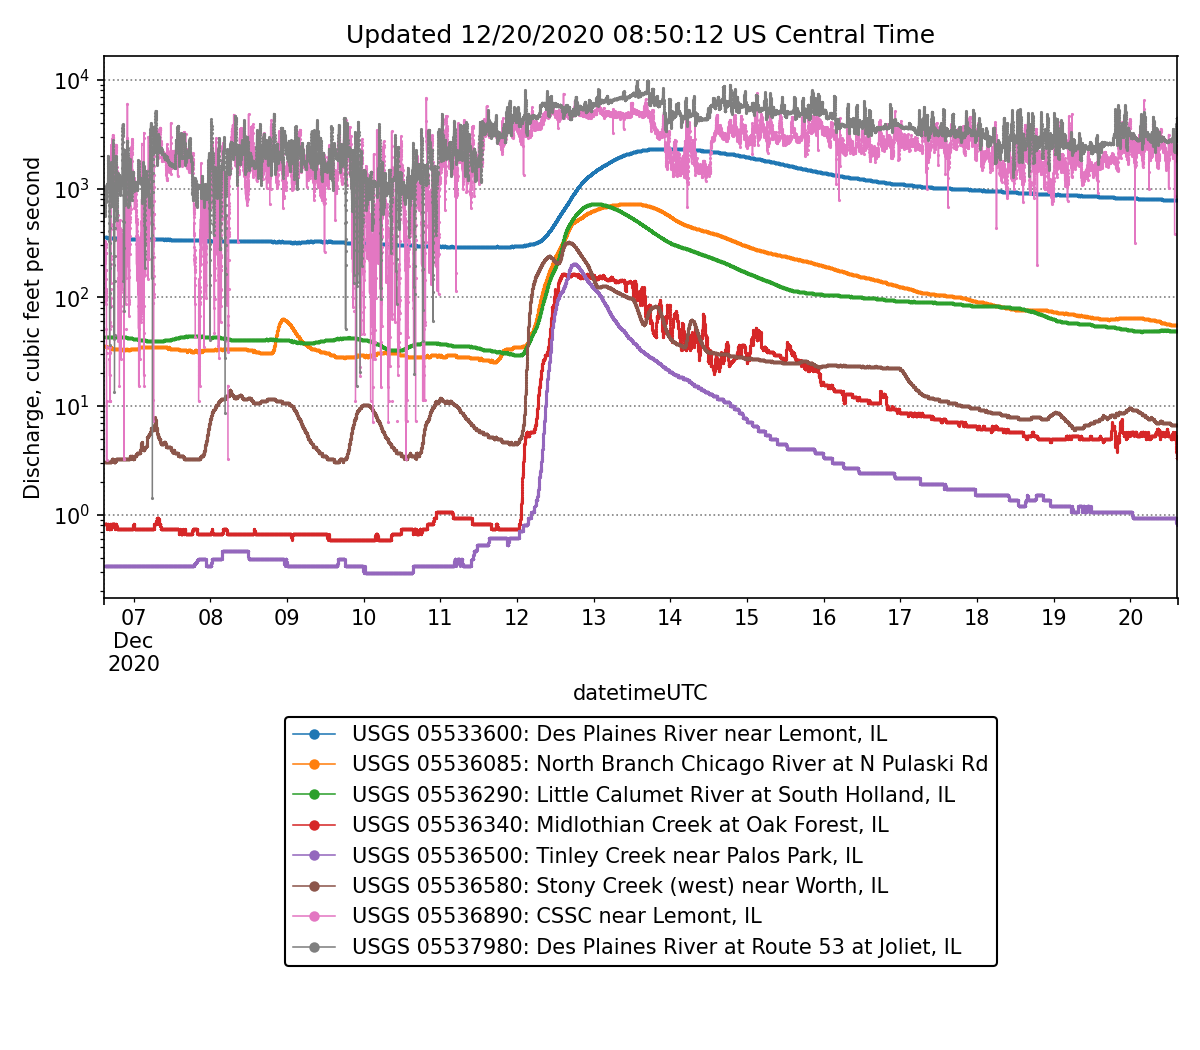 Updated 12/20/2020 08:50:12 US Central Time
Discharge, cubic feet per second
10^4
10^3
10^2
10^1
10^0
07 08 09 10 11 12 13 14 15 16 17 18 19 20
Dec
2020
datetimeUTC
USGS 05533600: Des Plaines River near Lemont, IL
USGS 05536085: North Branch Chicago River at N Pulaski Rd
USGS 05536290: Little Calumet River at South Holland, IL
USGS 05536340: Midlothian Creek at Oak Forest, IL
USGS 05536500: Tinley Creek near Palos Park, IL
USGS 05536580: Stony Creek (west) near Worth, IL
USGS 05536890: CSSC near Lemont, IL
USGS 05537980: Des Plaines River at Route 53 at Joliet, IL